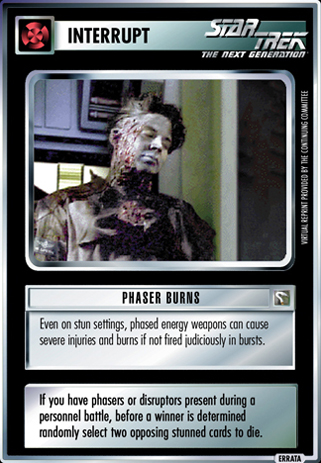 INTERRUPT
STAR TREK
THE NEXT GENERATION
VIRTUAL REPRINT PROVIDED BY THE CONTINUING COMMITTEE
PHASER BURNS
Even on stun settings, phased energy weapons can cause
severe injuries and burns if not fired judiciously in bursts.
If you have phasers or disruptors present during a
personnel battle, before a winner is determined
randomly select two opposing stunned cards to die.
ERRATA